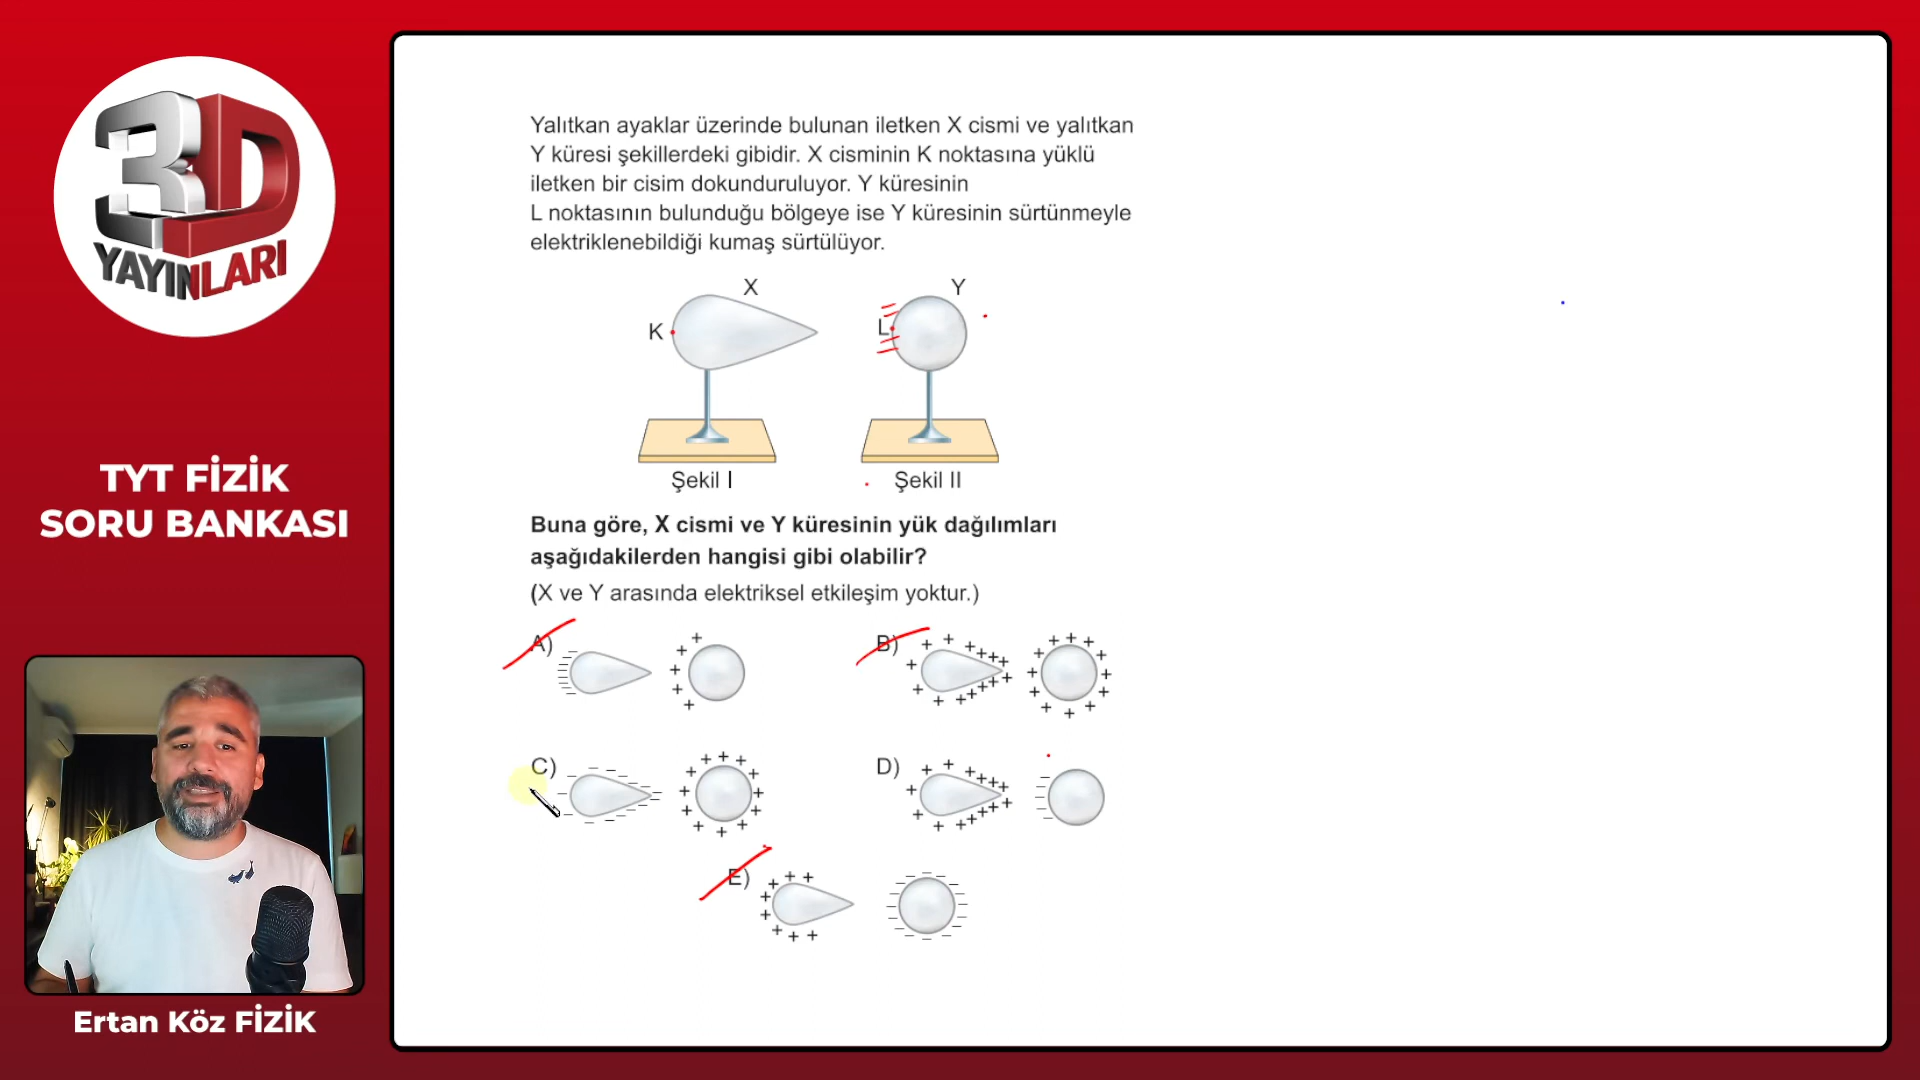 3D
YAYINLARI
TYT FİZİK
SORU BANKASI
Ertan Köz FİZİK
Yalıtkan ayaklar üzerinde bulunan iletken X cismi ve yalıtkan
Y küresi şekillerdeki gibidir. X cisminin K noktasına yüklü
iletken bir cisim dokunduruluyor. Y küresinin
L noktasının bulunduğu bölgeye ise Y küresinin sürtünmeyle
elektriklenebildiği kumaş sürtülüyor.
X
Y
K
L
Şekil I
Şekil II
Buna göre, X cismi ve Y küresinin yük dağılımları
aşağıdakilerden hangisi gibi olabilir?
(X ve Y arasında elektriksel etkileşim yoktur.)
A)
B)
C)
D)
E)